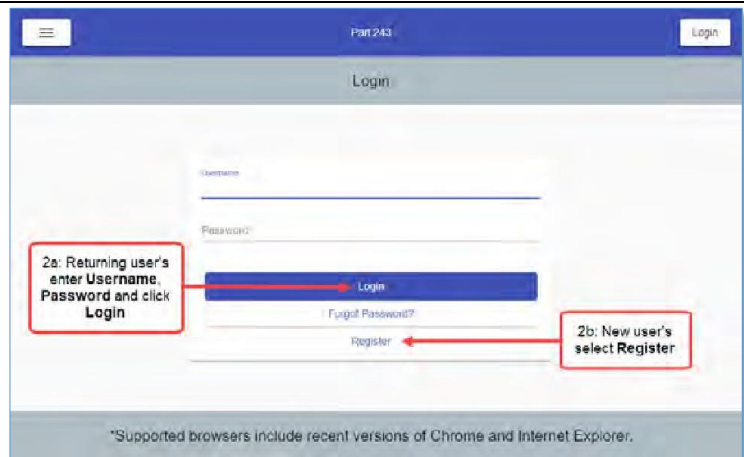 Part 243
Login
Login
Username
Password
2a: Returning user's
enter Username,
Password and click
Login
Login
Forgot Password?
Register
2b: New user's
select Register
*Supported browsers include recent versions of Chrome and Internet Explorer.